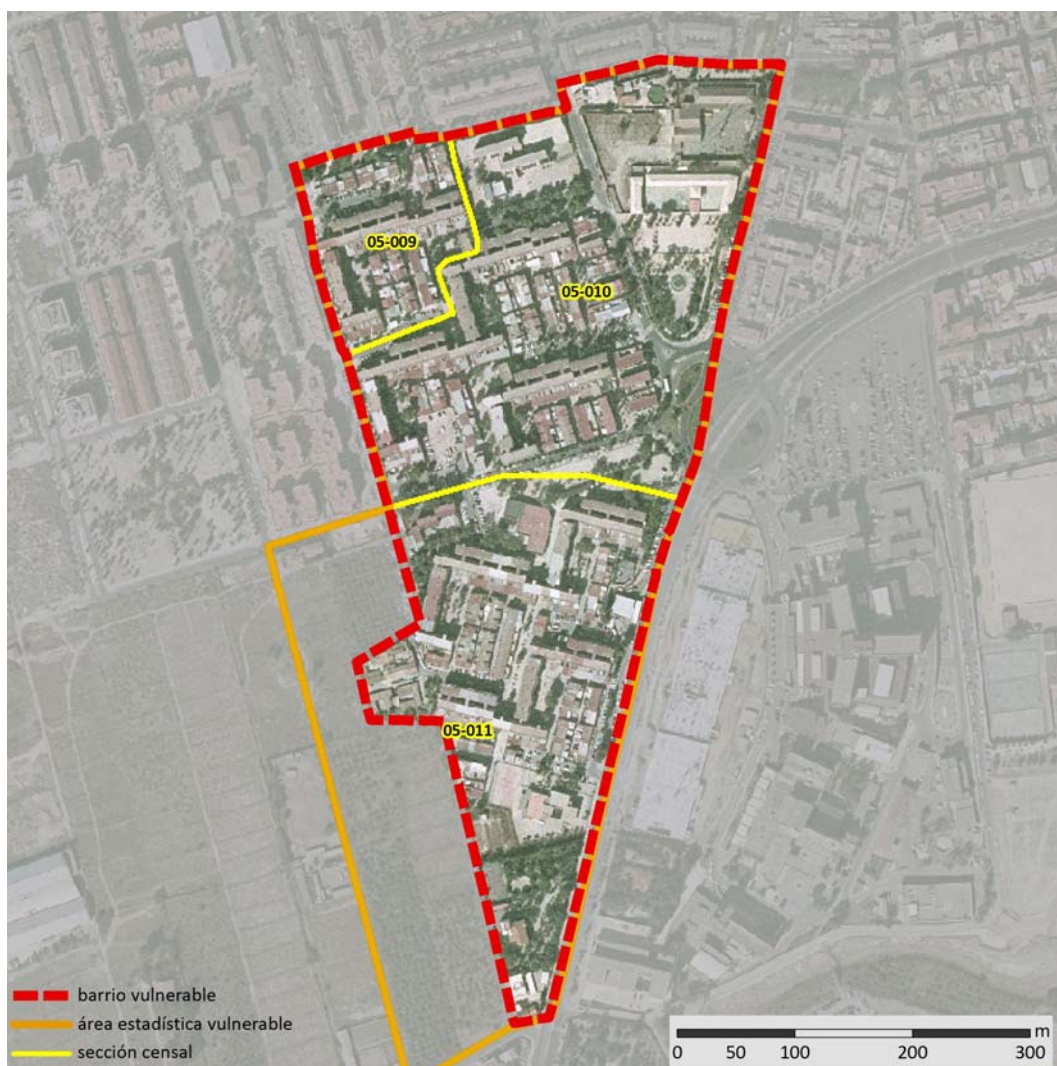 05-009
05-010
05-011
barrio vulnerable
área estadística vulnerable
sección censal
m
0 50 100 200 300